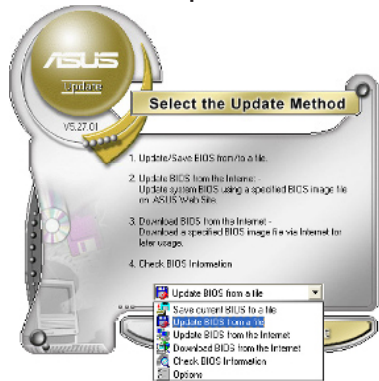 ASUS
Update
V5.27.01
Select the Update Method
1. Update/Save BIOS from/to a file.
2. Update BIOS from the Internet -
Update system BIOS using a specified BIOS image file
on ASUS Web Site.
3. Download BIOS from the Internet -
Download a specified BIOS image file via Internet for
later usage.
4. Check BIOS Information
Update BIOS from a file
Save current BIOS to a file
Update BIOS from a file
Update BIOS from the Internet
Download BIOS from the Internet
Check BIOS Information
Options